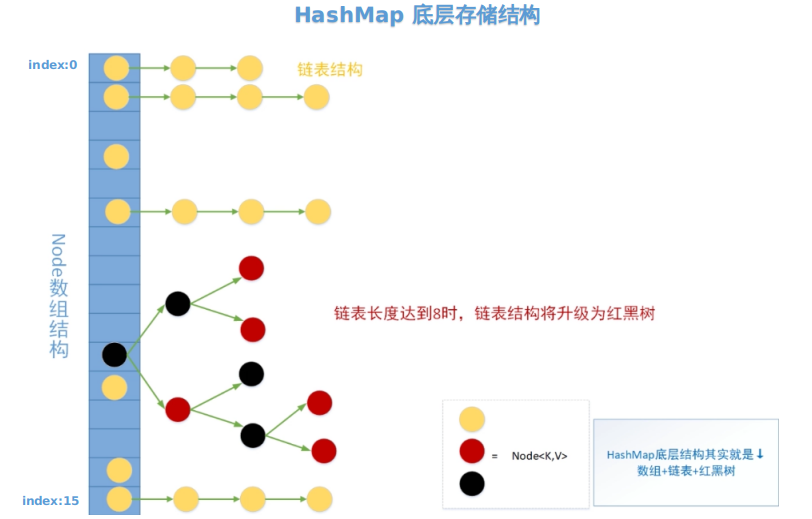 HashMap 底层存储结构
index:0
链表结构
Node数组结构
链表长度达到8时，链表结构将升级为红黑树
= Node<K,V>
HashMap底层结构其实就是↓
数组+链表+红黑树
index:15